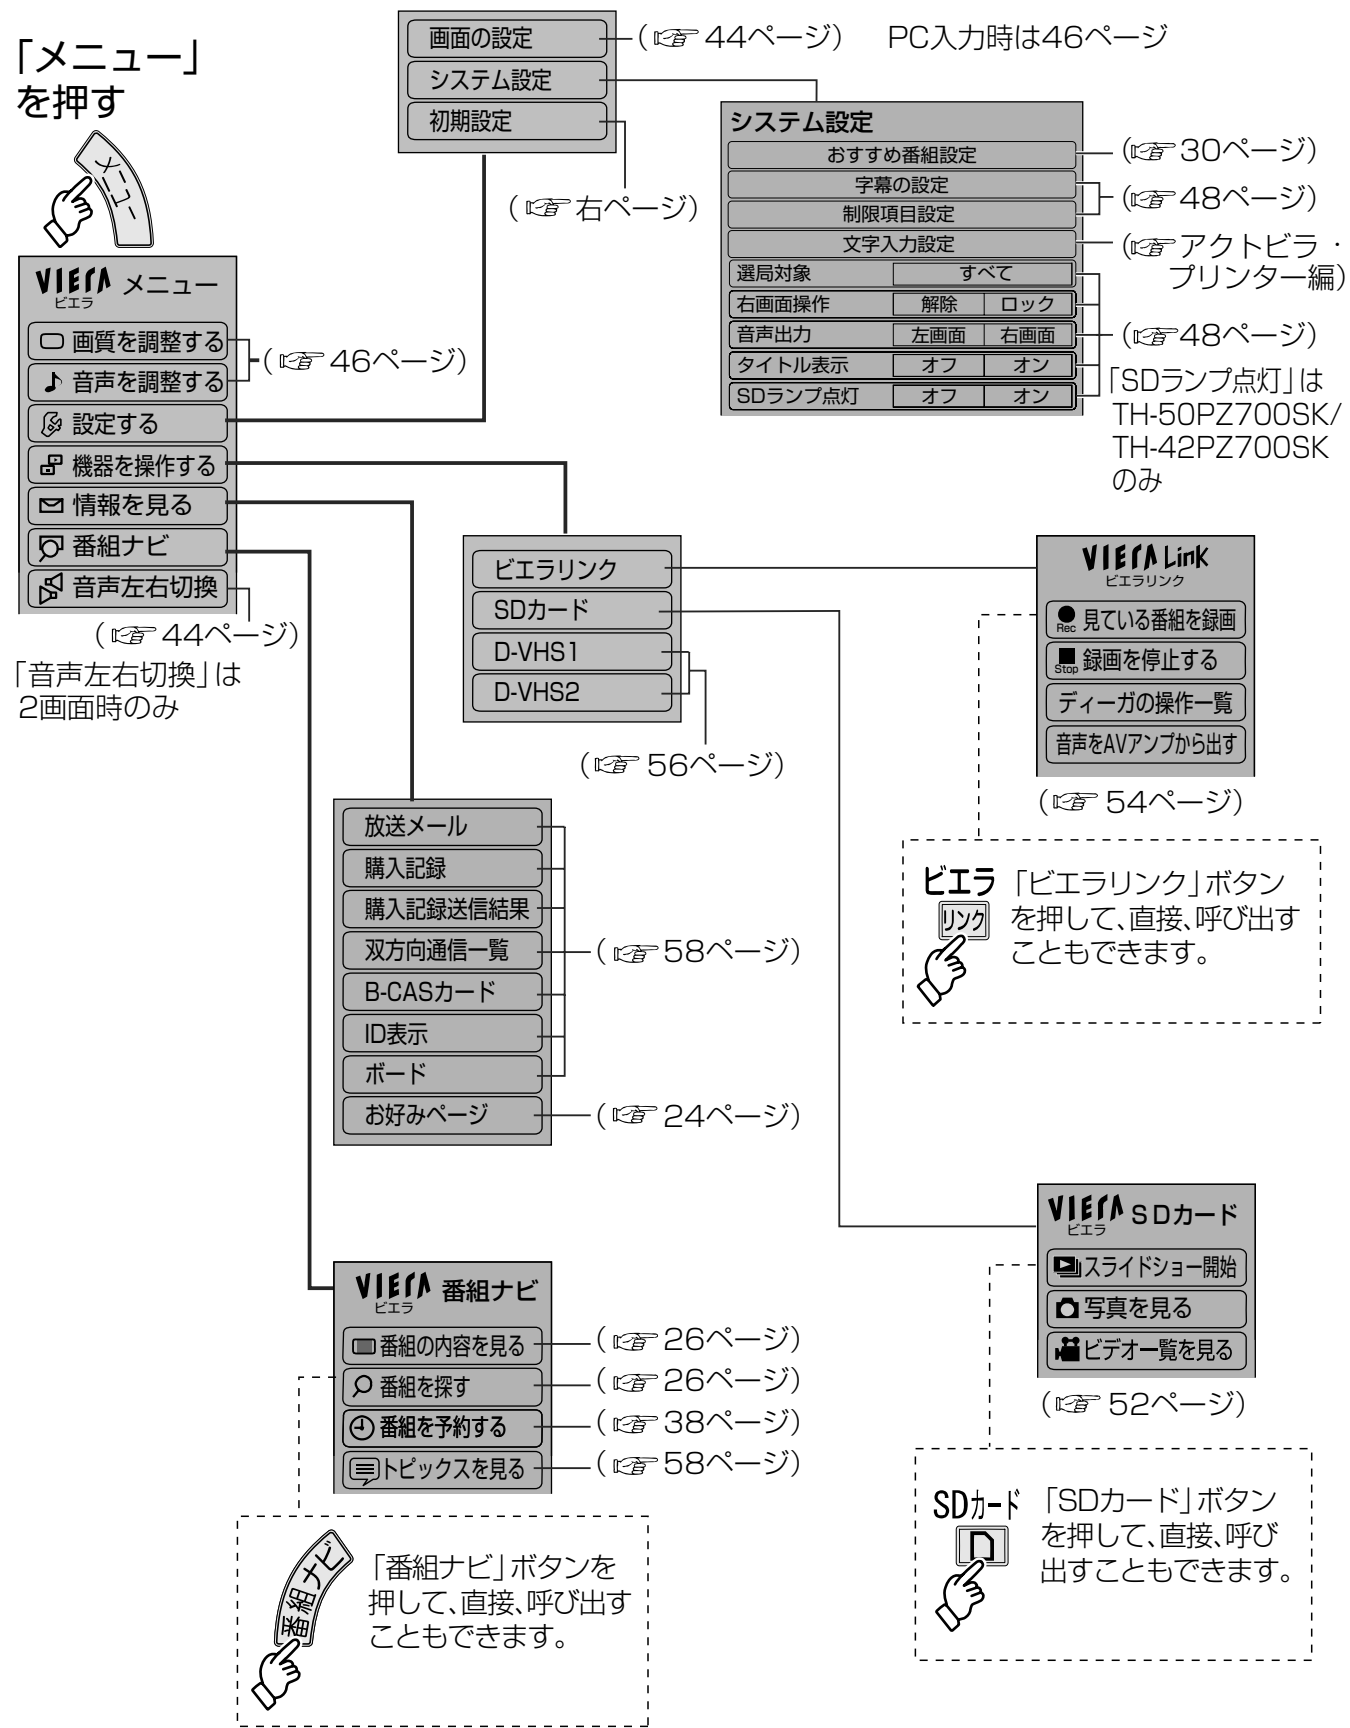 「メニュー」
を押す
メニュー
VIERA メニュー
ビエラ
画質を調整する
音声を調整する
(☞46ページ)
設定する
機器を操作する
情報を見る
番組ナビ
音声左右切換
(☞44ページ)
「音声左右切換」は
2画面時のみ
画面の設定
(☞44ページ) PC入力時は46ページ
システム設定
初期設定
(☞右ページ)
システム設定
おすすめ番組設定
(☞30ページ)
字幕の設定
制限項目設定
(☞48ページ)
文字入力設定
(☞アクトビラ・
プリンター編)
選局対象 すべて
右画面操作 解除 ロック
音声出力 左画面 右画面
(☞48ページ)
タイトル表示 オフ オン
SDランプ点灯 オフ オン
「SDランプ点灯」は
TH-50PZ700SK/
TH-42PZ700SK
のみ
ビエラリンク
SDカード
D-VHS1
D-VHS2
(☞56ページ)
VIERA Link
ビエラリンク
Rec 見ている番組を録画
Stop 録画を停止する
ディーガの操作一覧
音声をAVアンプから出す
(☞54ページ)
ビエラ
リンク
「ビエラリンク」ボタン
を押して、直接、呼び出す
こともできます。
放送メール
購入記録
購入記録送信結果
双方向通信一覧
(☞58ページ)
B-CASカード
ID表示
ボード
お好みページ
(☞24ページ)
VIERA SDカード
ビエラ
スライドショー開始
写真を見る
ビデオ一覧を見る
(☞52ページ)
SDカード
「SDカード」ボタン
を押して、直接、呼び
出すこともできます。
VIERA 番組ナビ
ビエラ
番組の内容を見る
(☞26ページ)
番組を探す
(☞26ページ)
番組を予約する
(☞38ページ)
トピックスを見る
(☞58ページ)
番組ナビ
「番組ナビ」ボタンを
押して、直接、呼び出す
こともできます。